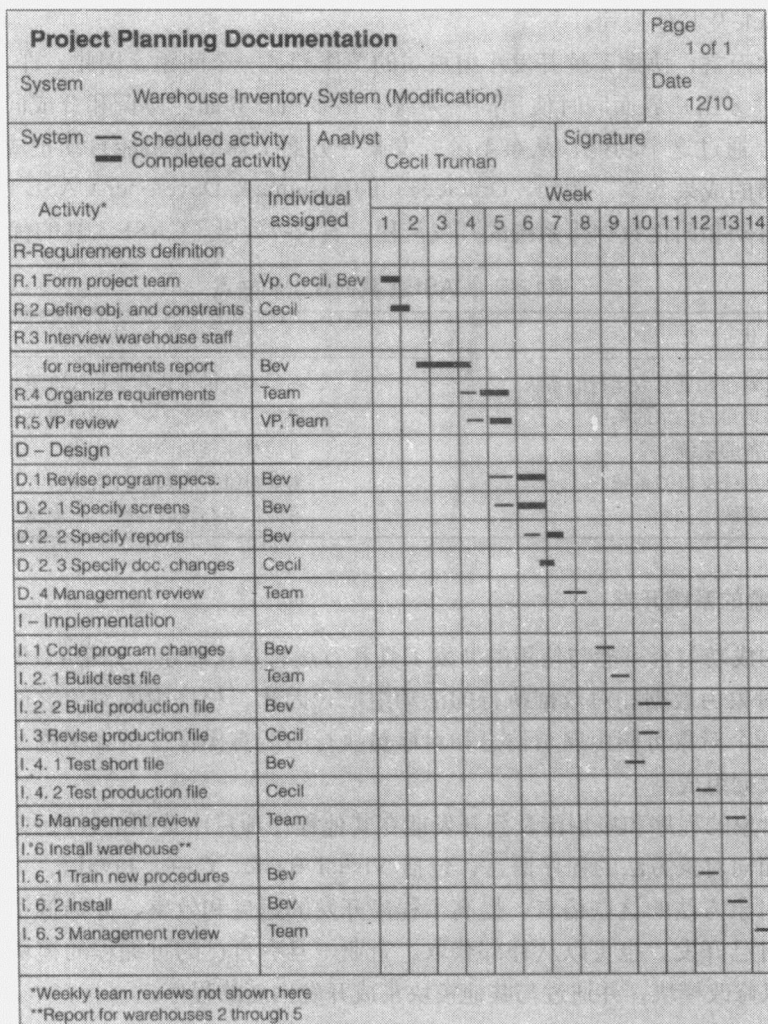 Project Planning Documentation
Page
1 of 1
System
Warehouse Inventory System (Modification)
Date
12/10
System — Scheduled activity
Completed activity
Analyst
Cecil Truman
Signature
Activity*
Individual
assigned
Week
1 2 3 4 5 6 7 8 9 10 11 12 13 14
R-Requirements definition
R.1 Form project team Vp, Cecil, Bev
R.2 Define obj. and constraints Cecil
R.3 Interview warehouse staff
for requirements report Bev
R.4 Organize requirements Team
R.5 VP review VP, Team
D – Design
D.1 Revise program specs. Bev
D. 2. 1 Specify screens Bev
D. 2. 2 Specify reports Bev
D. 2. 3 Specify doc. changes Cecil
D. 4 Management review Team
I – Implementation
I. 1 Code program changes Bev
I. 2. 1 Build test file Team
I. 2. 2 Build production file Bev
I. 3 Revise production file Cecil
I. 4. 1 Test short file Bev
I. 4. 2 Test production file Cecil
I. 5 Management review Team
I.*6 Install warehouse**
I. 6. 1 Train new procedures Bev
I. 6. 2 Install Bev
I. 6. 3 Management review Team
*Weekly team reviews not shown here
**Report for warehouses 2 through 5